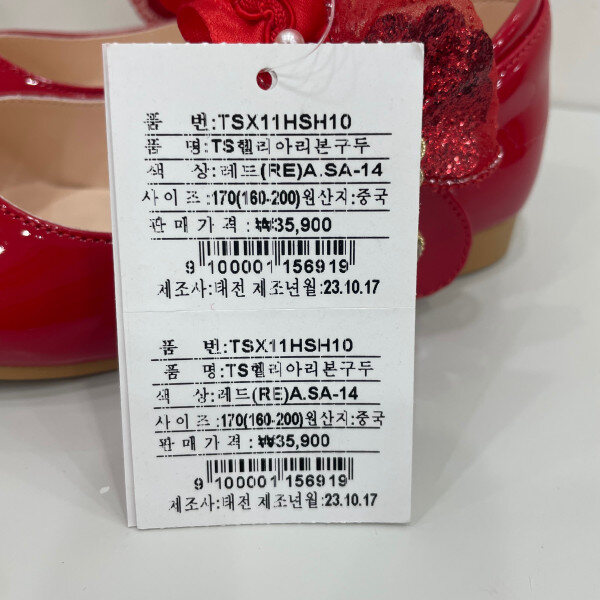 품 번:TSX11HSH10
품 명:TS헬리아리본구두
색 상:레드(RE)A.SA-14
사이즈:170(160-200)원산지:중국
판매가격:₩35,900
9 100001 156919
제조사:태전 제조년월:23.10.17
품 번:TSX11HSH10
품 명:TS헬리아리본구두
색 상:레드(RE)A.SA-14
사이즈:170(160-200)원산지:중국
판매가격:₩35,900
9 100001 156919
제조사:태전 제조년월:23.10.17